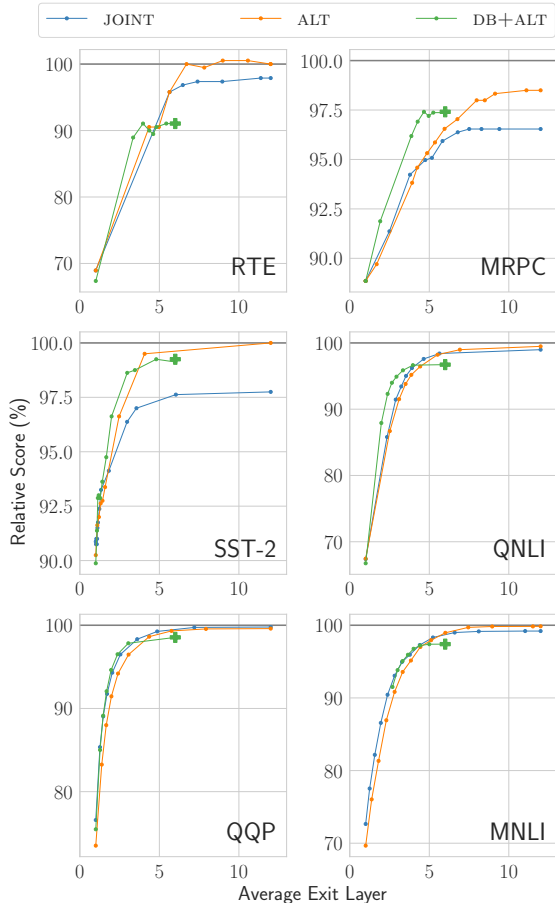 JOINT ALT DB+ALT
100
90
80
70
0 5 10
RTE
100.0
97.5
95.0
92.5
90.0
0 5 10
MRPC
Relative Score (%)
100.0
97.5
95.0
92.5
90.0
0 5 10
SST-2
100
90
80
70
0 5 10
QNLI
100
90
80
0 5 10
QQP
100
90
80
70
0 5 10
MNLI
Average Exit Layer